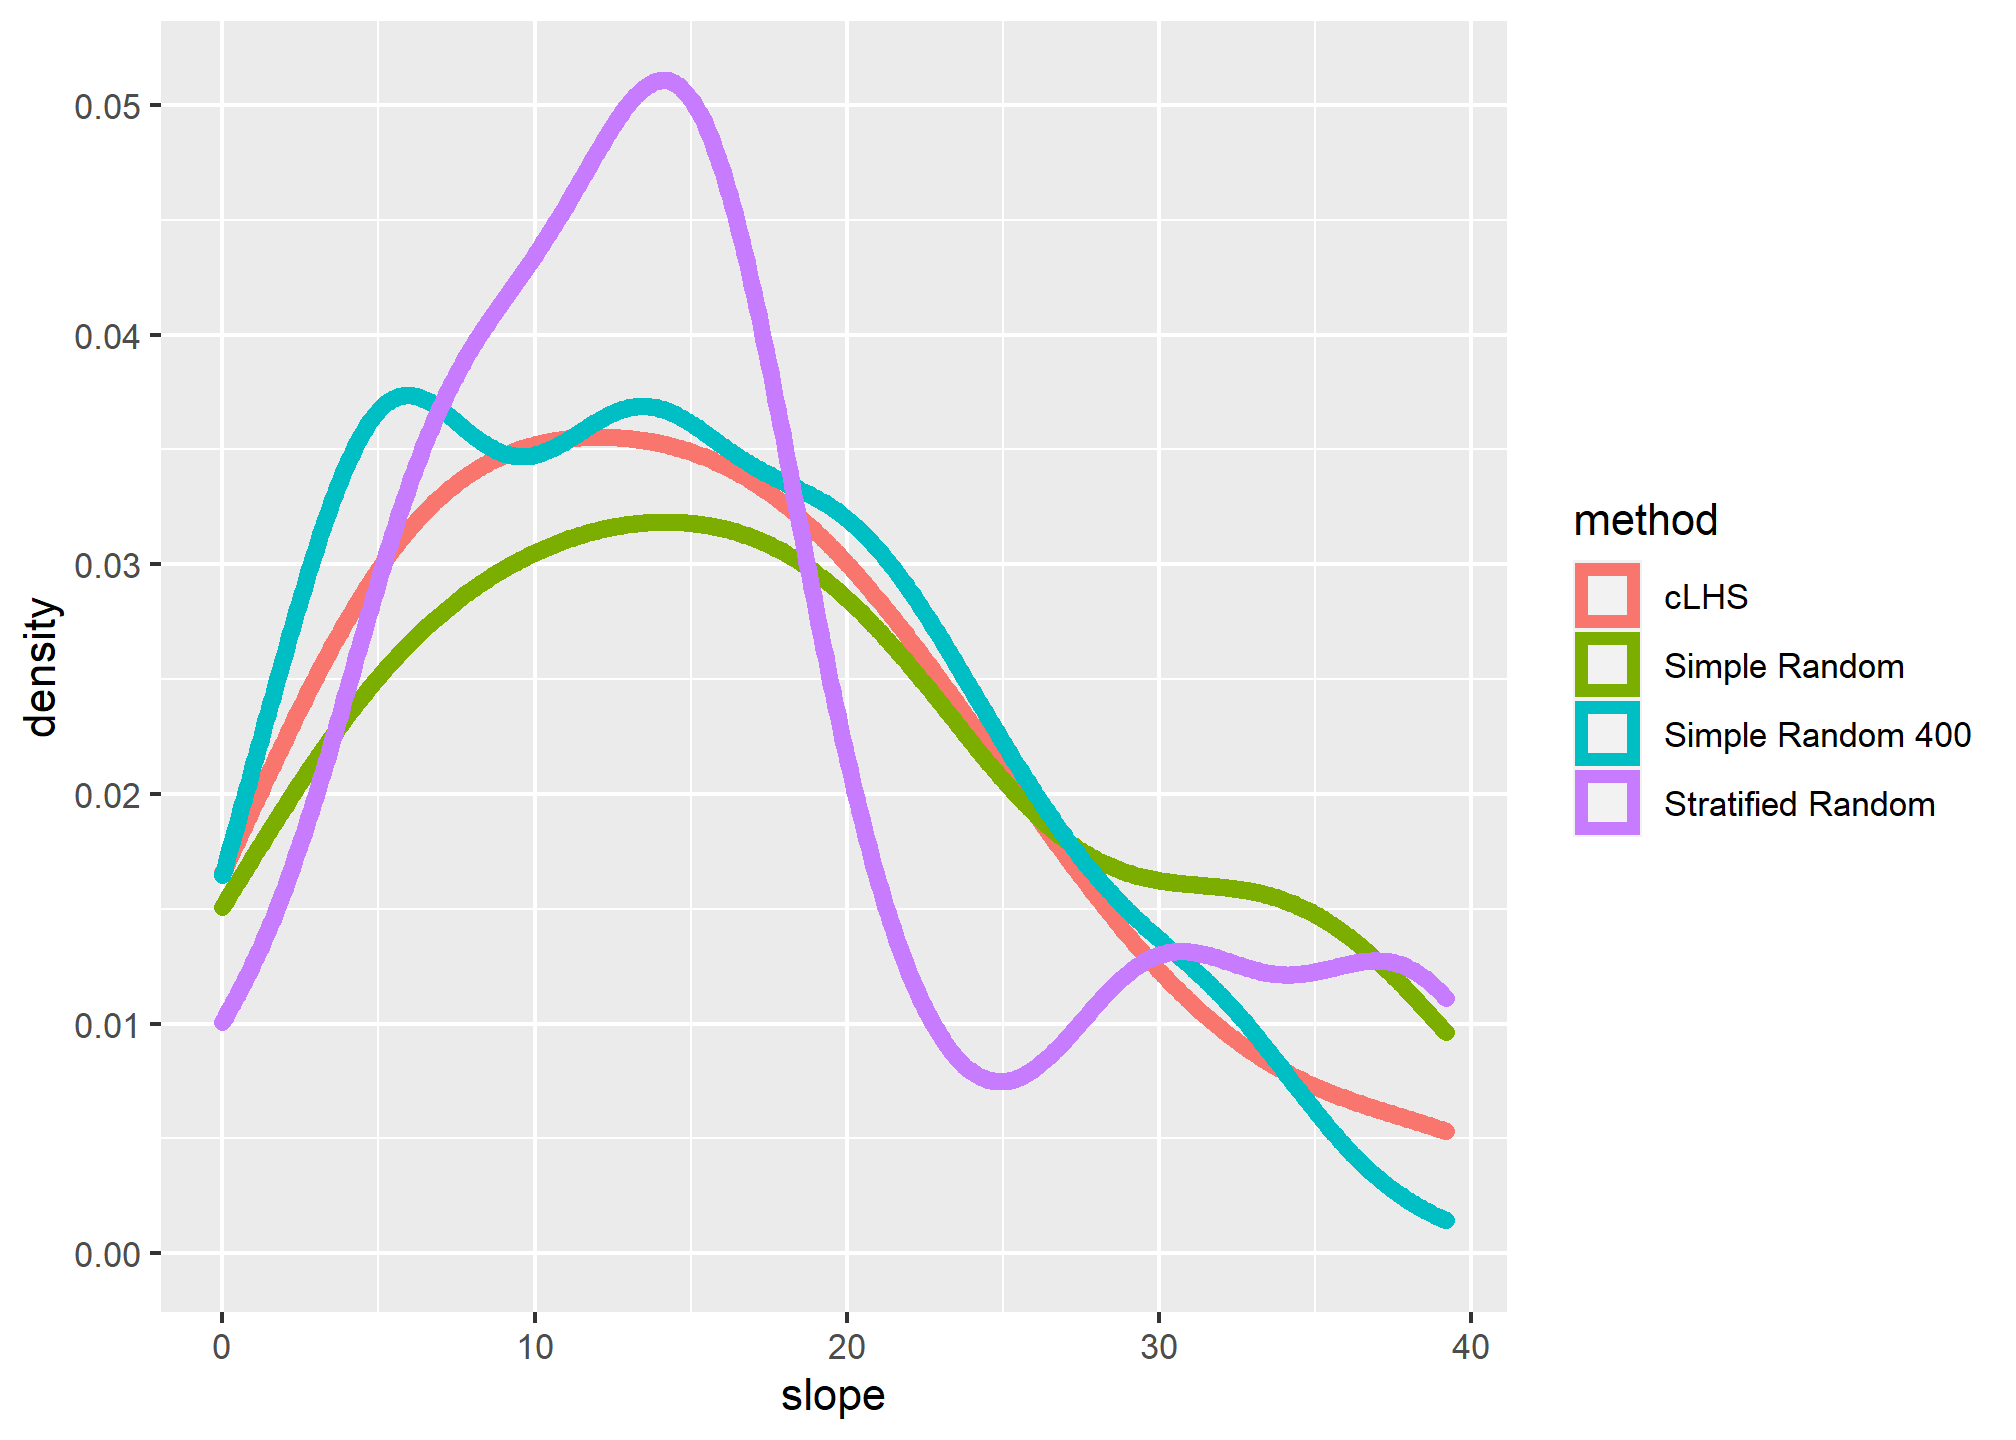 0.05
0.04
0.03
0.02
0.01
0.00
density
0 10 20 30 40
slope
method
cLHS
Simple Random
Simple Random 400
Stratified Random